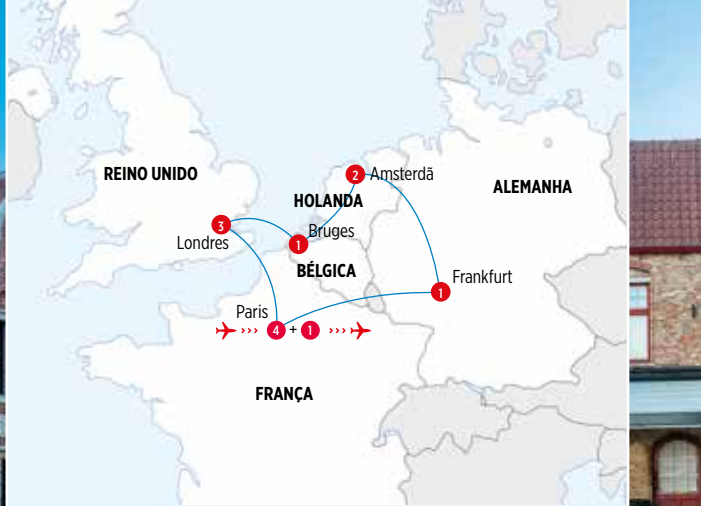 REINO UNIDO
2 Amsterdã
ALEMANHA
HOLANDA
3
Londres
Bruges
1
BÉLGICA
Frankfurt
1
Paris
››› 4 + 1 ›››
FRANÇA